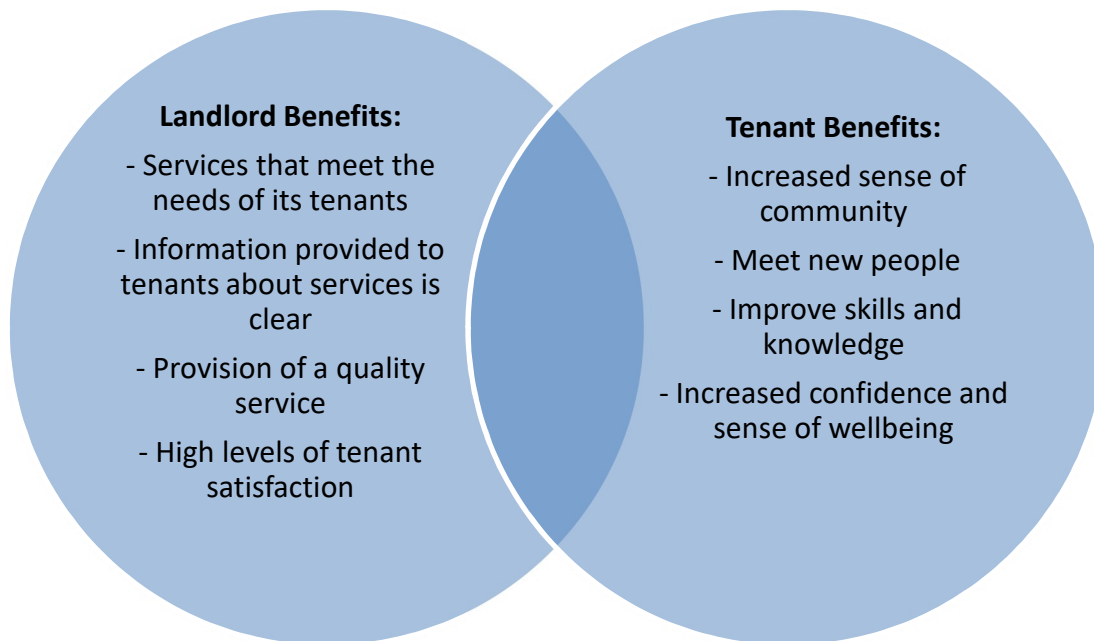 Landlord Benefits:
- Services that meet the
needs of its tenants
- Information provided to
tenants about services is
clear
- Provision of a quality
service
- High levels of tenant
satisfaction
Tenant Benefits:
- Increased sense of
community
- Meet new people
- Improve skills and
knowledge
- Increased confidence and
sense of wellbeing